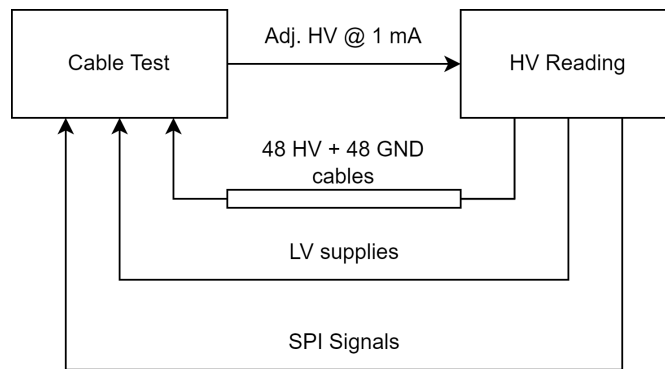 Adj. HV @ 1 mA
Cable Test
HV Reading
48 HV + 48 GND
cables
LV supplies
SPI Signals